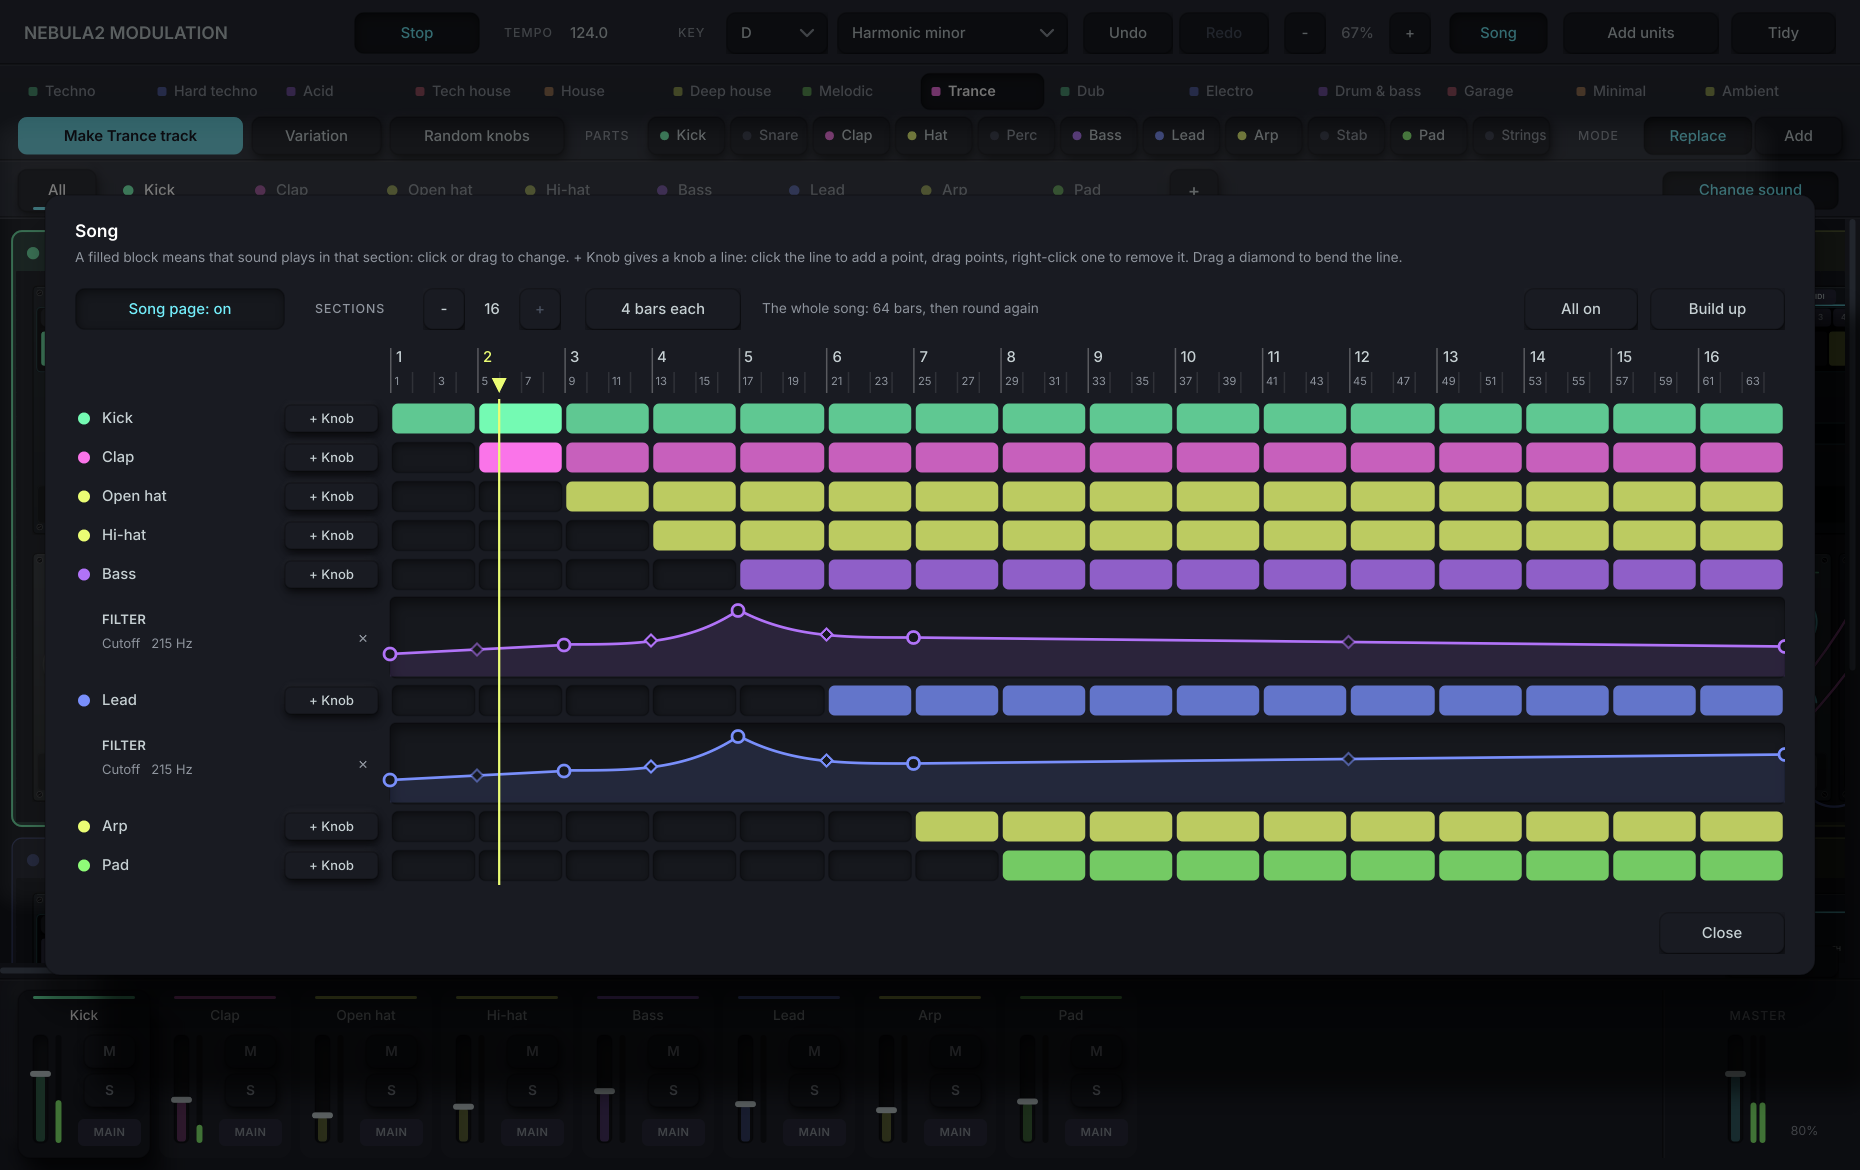 NEBULA2 MODULATION Stop TEMPO 124.0 KEY D Harmonic minor Undo Redo - 67% + Song Add units Tidy
Techno Hard techno Acid Tech house House Deep house Melodic Trance Dub Electro Drum & bass Garage Minimal Ambient
Make Trance track Variation Random knobs PARTS Kick Snare Clap Hat Perc Bass Lead Arp Stab Pad Strings MODE Replace Add
All Kick Clap Open hat Hi-hat Bass Lead Arp Pad + Change sound
Song
A filled block means that sound plays in that section: click or drag to change. + Knob gives a knob a line: click the line to add a point, drag points, right-click one to remove it. Drag a diamond to bend the line.
Song page: on SECTIONS - 16 + 4 bars each The whole song: 64 bars, then round again All on Build up
1 2 3 4 5 6 7 8 9 10 11 12 13 14 15 16
1 3 5 7 9 11 13 15 17 19 21 23 25 27 29 31 33 35 37 39 41 43 45 47 49 51 53 55 57 59 61 63
Kick + Knob
Clap + Knob
Open hat + Knob
Hi-hat + Knob
Bass + Knob
FILTER
Cutoff 215 Hz ×
Lead + Knob
FILTER
Cutoff 215 Hz ×
Arp + Knob
Pad + Knob
Close
Kick Clap Open hat Hi-hat Bass Lead Arp Pad MASTER
M M M M M M M M
S S S S S S S S
MAIN MAIN MAIN MAIN MAIN MAIN MAIN MAIN 80%